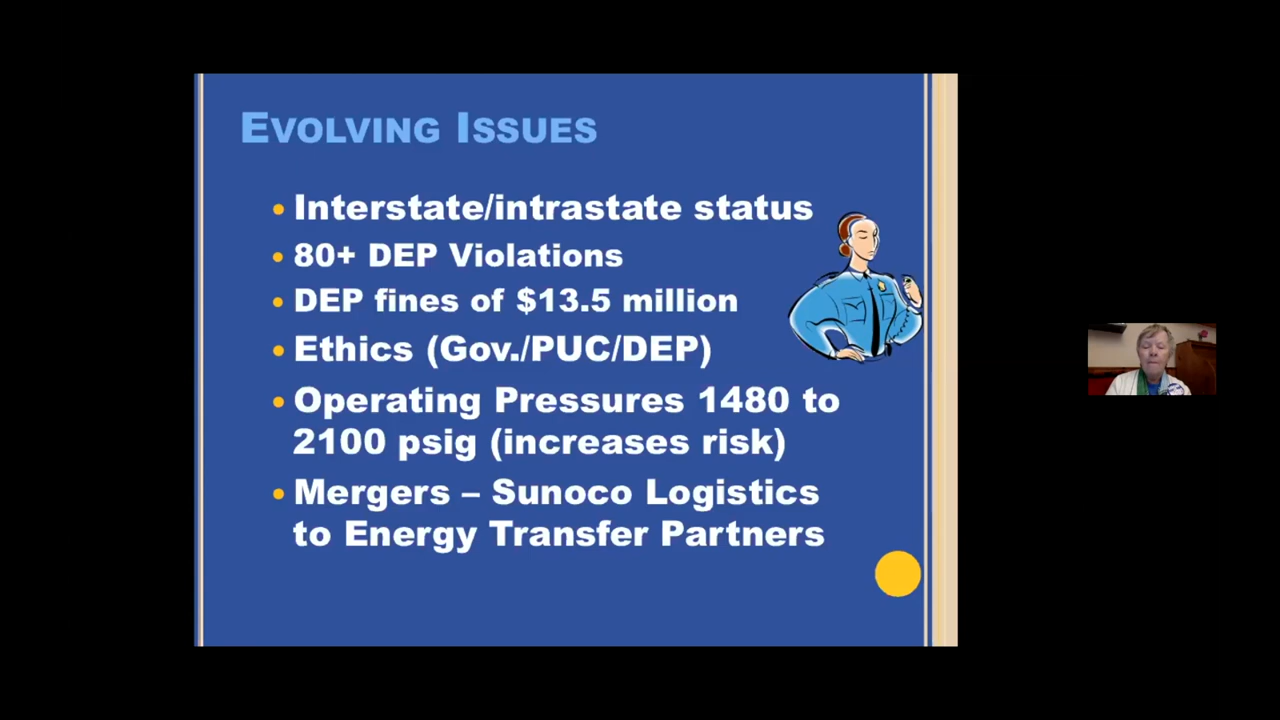 Evolving Issues
• Interstate/intrastate status
• 80+ DEP Violations
• DEP fines of $13.5 million
• Ethics (Gov./PUC/DEP)
• Operating Pressures 1480 to
2100 psig (increases risk)
• Mergers – Sunoco Logistics
to Energy Transfer Partners